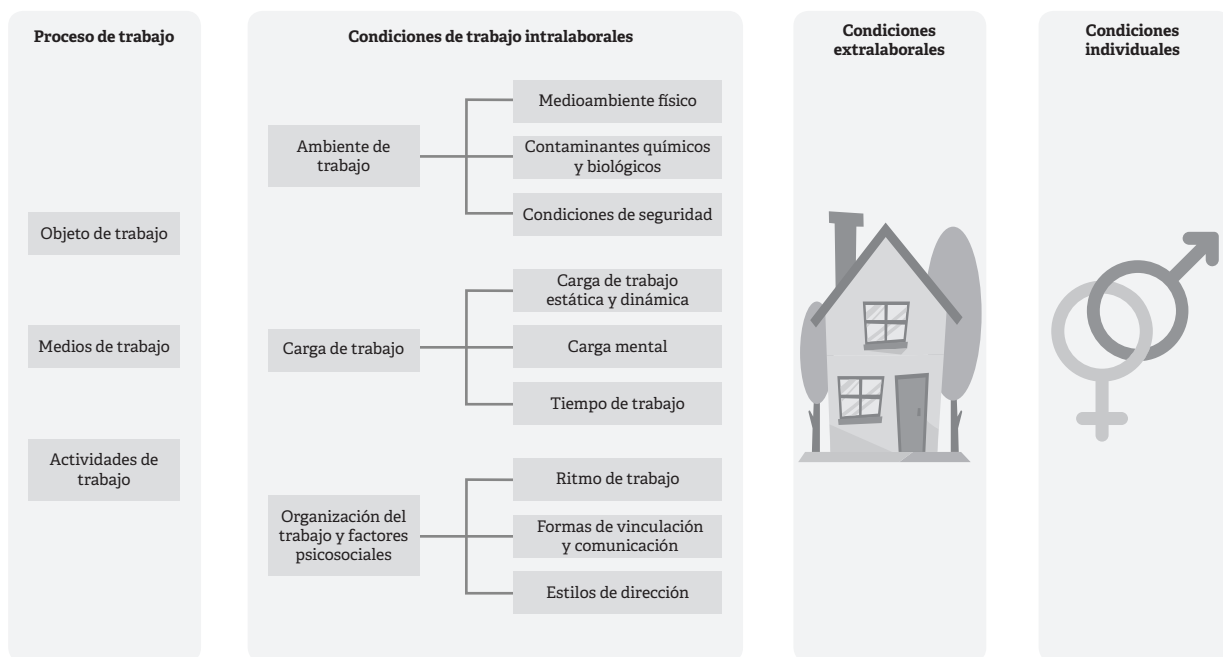 Proceso de trabajo
Objeto de trabajo
Medios de trabajo
Actividades de
trabajo
Condiciones de trabajo intralaborales
Ambiente de
trabajo
Medioambiente físico
Contaminantes químicos
y biológicos
Condiciones de seguridad
Carga de trabajo
Carga de trabajo
estática y dinámica
Carga mental
Tiempo de trabajo
Organización del
trabajo y factores
psicosociales
Ritmo de trabajo
Formas de vinculación
y comunicación
Estilos de dirección
Condiciones
extralaborales
Condiciones
individuales